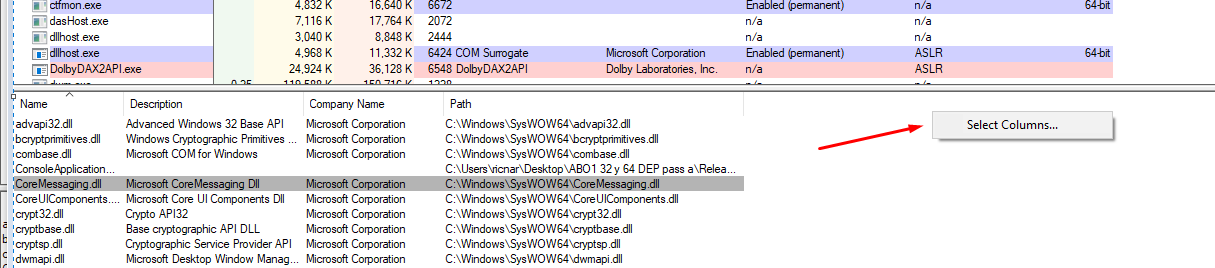 ctfmon.exe 4,832 K 16,640 K 6672 Enabled (permanent) n/a 64-bit
dasHost.exe 7,116 K 17,764 K 2072 n/a n/a
dllhost.exe 3,040 K 8,848 K 2444 n/a n/a
dllhost.exe 4,968 K 11,332 K 6424 COM Surrogate Microsoft Corporation Enabled (permanent) ASLR 64-bit
DolbyDAX2API.exe 24,924 K 36,128 K 6548 DolbyDAX2API Dolby Laboratories, Inc. n/a ASLR
Name Description Company Name Path
Select Columns...
advapi32.dll Advanced Windows 32 Base API Microsoft Corporation C:\Windows\SysWOW64\advapi32.dll
bcryptprimitives.dll Windows Cryptographic Primitives ... Microsoft Corporation C:\Windows\SysWOW64\bcryptprimitives.dll
combase.dll Microsoft COM for Windows Microsoft Corporation C:\Windows\SysWOW64\combase.dll
ConsoleApplication... C:\Users\ricnar\Desktop\ABO1 32 y 64 DEP pass a\Relea...
CoreMessaging.dll Microsoft CoreMessaging Dll Microsoft Corporation C:\Windows\SysWOW64\CoreMessaging.dll
CoreUIComponents.... Microsoft Core UI Components Dll Microsoft Corporation C:\Windows\SysWOW64\CoreUIComponents.dll
crypt32.dll Crypto API32 Microsoft Corporation C:\Windows\SysWOW64\crypt32.dll
cryptbase.dll Base cryptographic API DLL Microsoft Corporation C:\Windows\SysWOW64\cryptbase.dll
cryptsp.dll Cryptographic Service Provider API Microsoft Corporation C:\Windows\SysWOW64\cryptsp.dll
dwmapi.dll Microsoft Desktop Window Manag... Microsoft Corporation C:\Windows\SysWOW64\dwmapi.dll